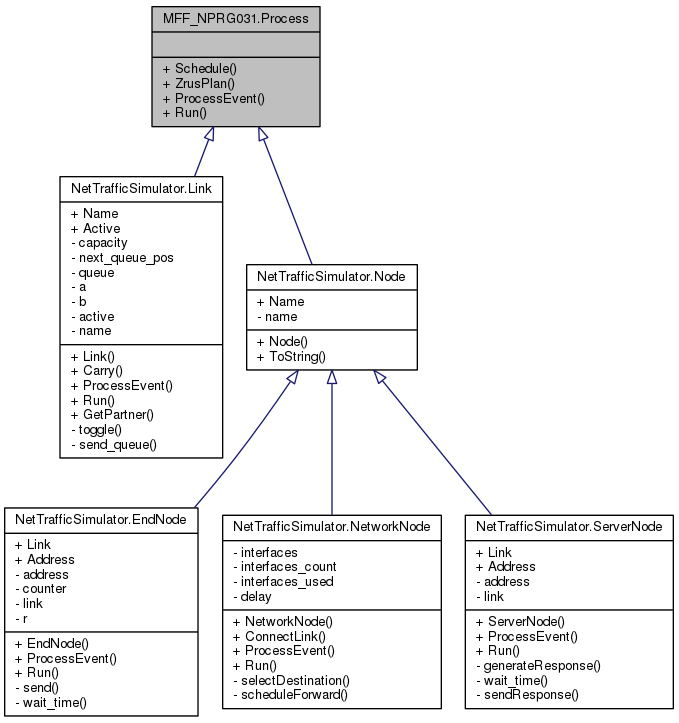 MFF_NPRG031.Process
+ Schedule()
+ ZrusPlan()
+ ProcessEvent()
+ Run()
NetTrafficSimulator.Link
+ Name
+ Active
- capacity
- next_queue_pos
- queue
- a
- b
- active
- name
+ Link()
+ Carry()
+ ProcessEvent()
+ Run()
+ GetPartner()
- toggle()
- send_queue()
NetTrafficSimulator.Node
+ Name
- name
+ Node()
+ ToString()
NetTrafficSimulator.EndNode
+ Link
+ Address
- address
- counter
- link
- r
+ EndNode()
+ ProcessEvent()
+ Run()
- send()
- wait_time()
NetTrafficSimulator.NetworkNode
- interfaces
- interfaces_count
- interfaces_used
- delay
+ NetworkNode()
+ ConnectLink()
+ ProcessEvent()
+ Run()
- selectDestination()
- scheduleForward()
NetTrafficSimulator.ServerNode
+ Link
+ Address
- address
- link
+ ServerNode()
+ ProcessEvent()
+ Run()
- generateResponse()
- wait_time()
- sendResponse()